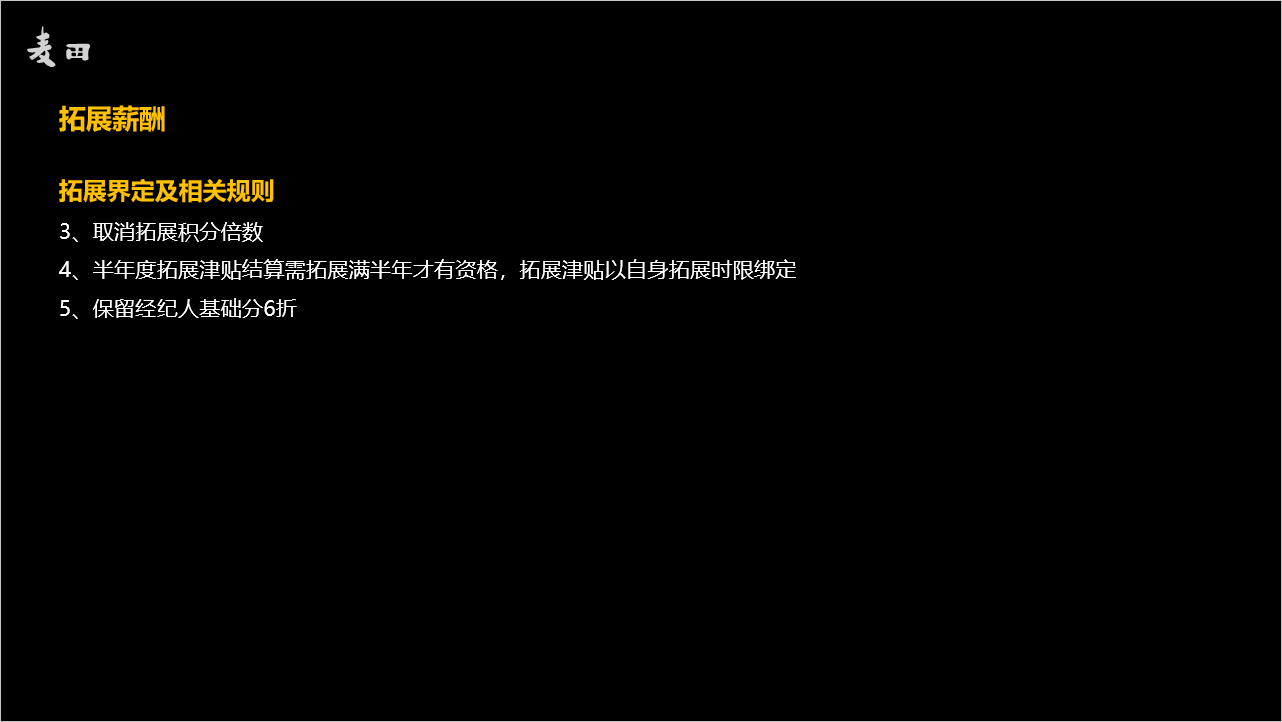 麦田
拓展薪酬
拓展界定及相关规则
3、取消拓展积分倍数
4、半年度拓展津贴结算需拓展满半年才有资格，拓展津贴以自身拓展时限绑定
5、保留经纪人基础分6折